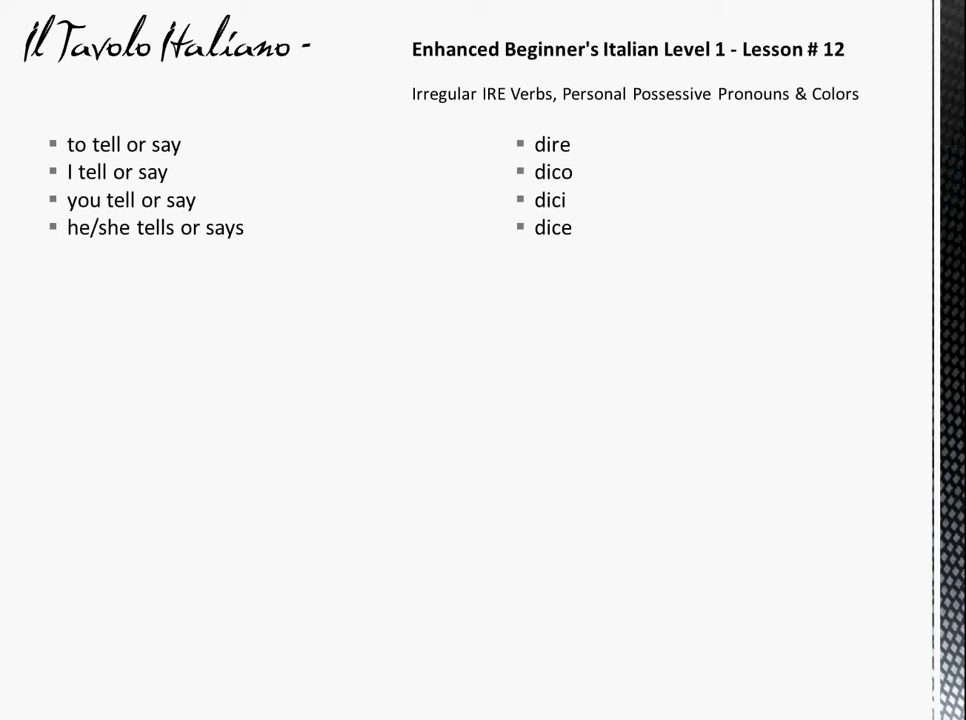 Il Tavolo Italiano -
Enhanced Beginner's Italian Level 1 - Lesson # 12
Irregular IRE Verbs, Personal Possessive Pronouns & Colors
▪ to tell or say
▪ I tell or say
▪ you tell or say
▪ he/she tells or says
▪ dire
▪ dico
▪ dici
▪ dice